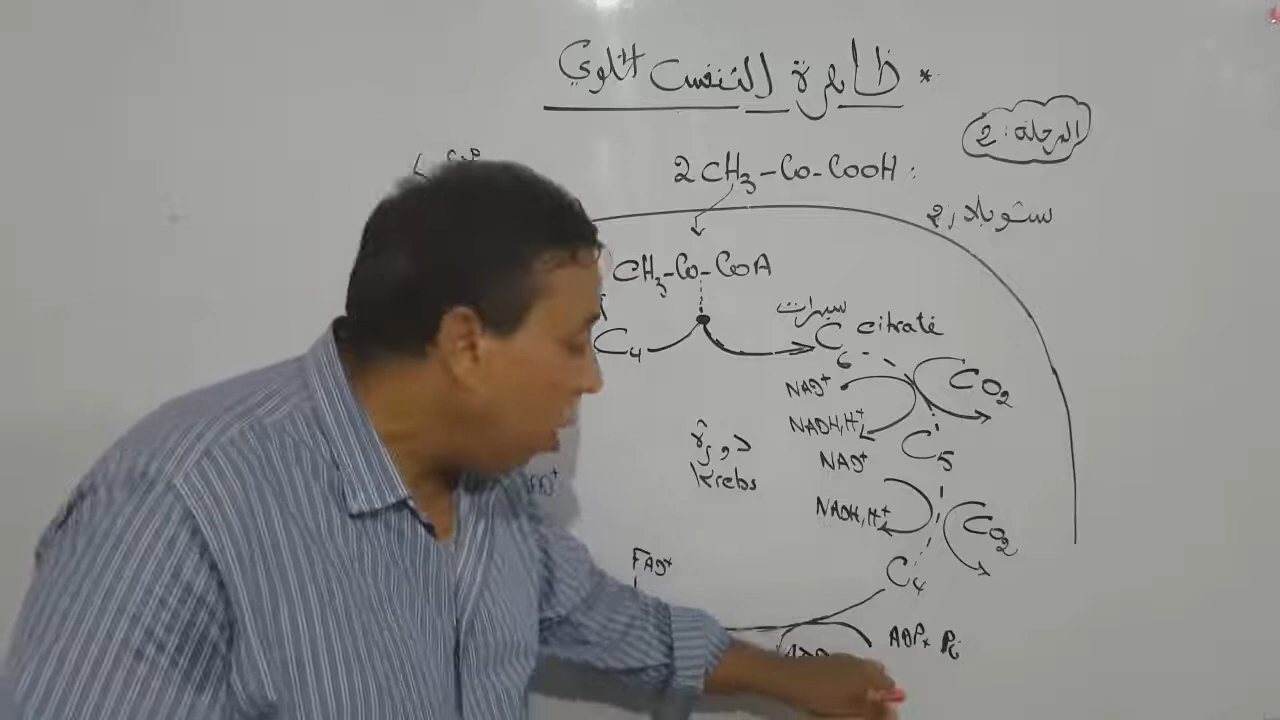 * ظاهرة التنفس الخلوي
المرحلة: 2
2CH₃-Co-CooH :
ستوبلازم
CH₃-Co-CoA
C₄
سيترات
C₆ citrate
NAD⁺
CO₂
NADH,H⁺
C₅
دورة
Krebs
NAD⁺
NADH,H⁺
CO₂
C₄
FAD⁺
ADP+ Pi